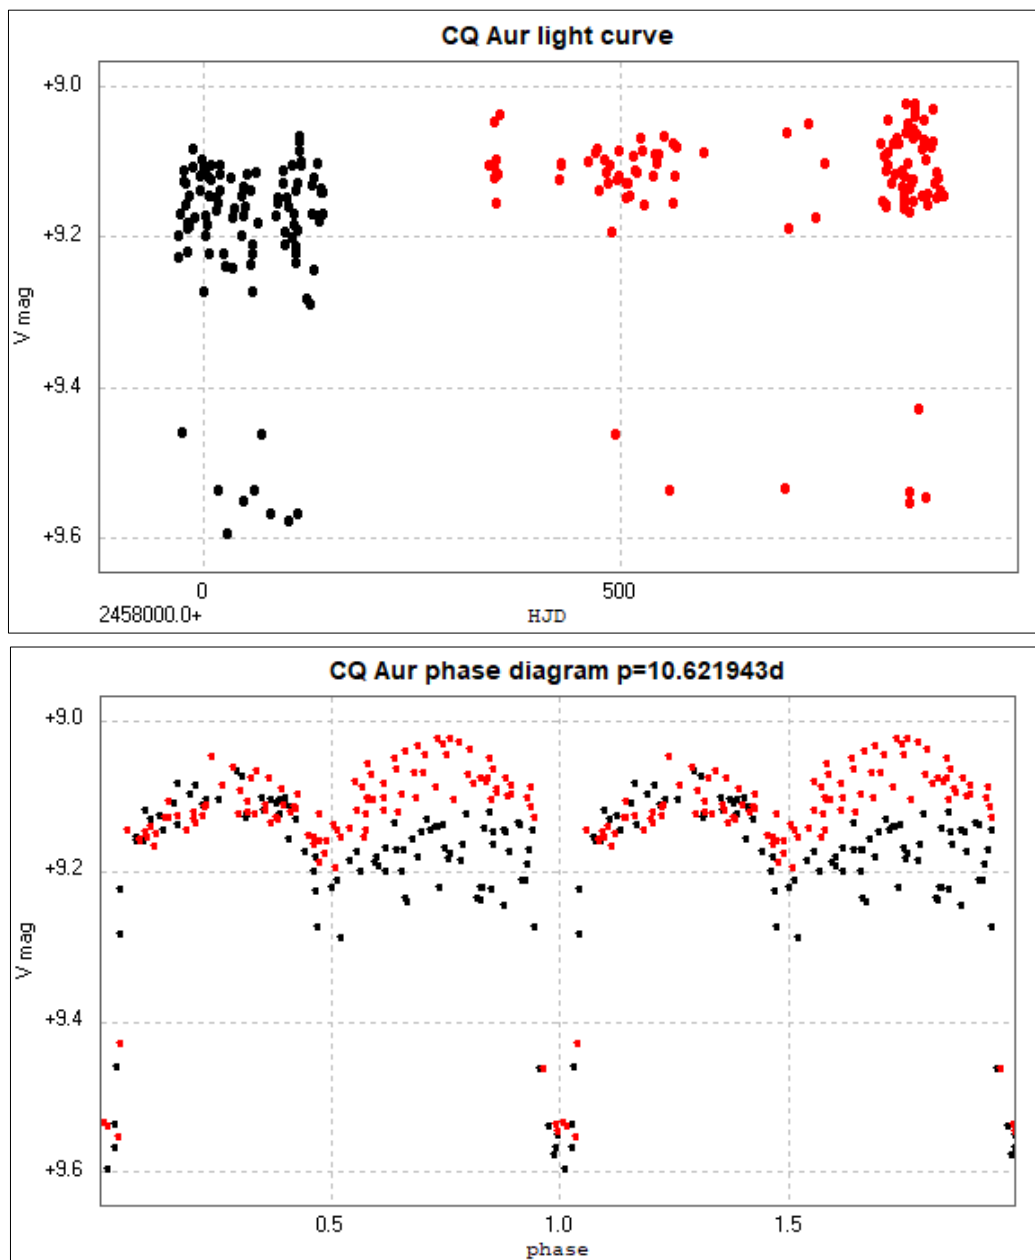 CQ Aur light curve
+9.0
+9.2
V mag
+9.4
+9.6
0 500
2458000.0+ HJD
CQ Aur phase diagram p=10.621943d
+9.0
+9.2
V mag
+9.4
+9.6
0.5 1.0 1.5
phase